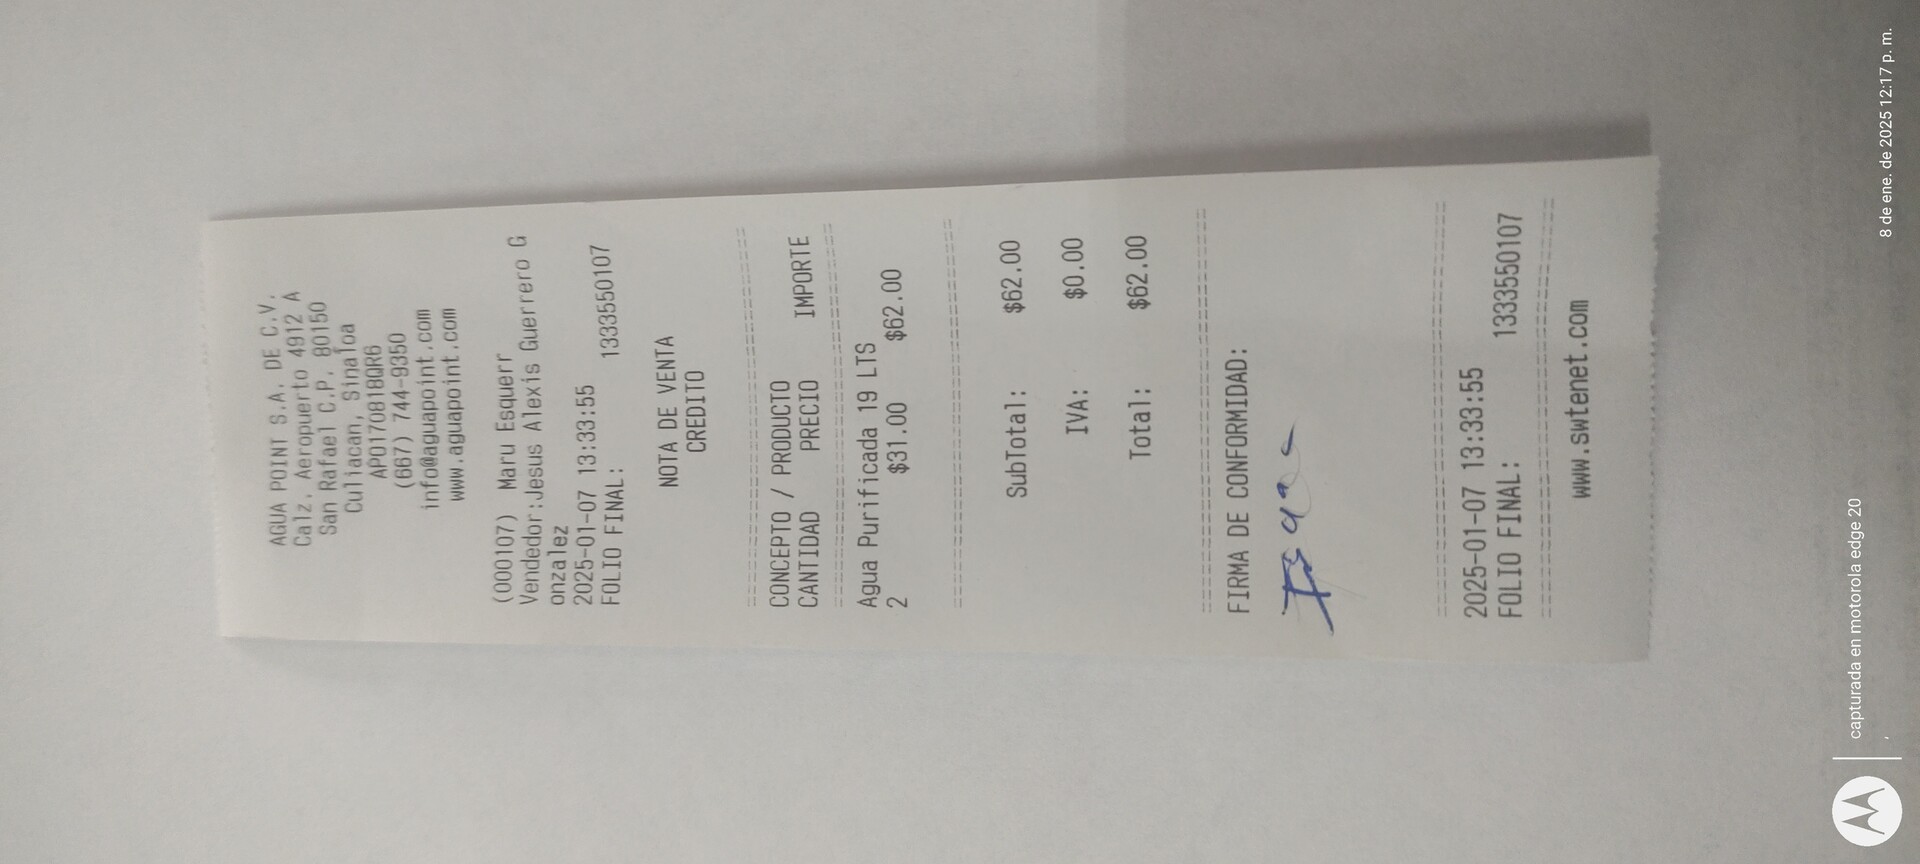 AGUA POINT S.A. DE C.V.
Calz. Aeropuerto 4912 A
San Rafael C.P. 80150
Culiacan, Sinaloa
APO170818QR6
(667) 744-9350
info@aguapoint.com
www.aguapoint.com
(000107) Maru Esquerr
Vendedor:Jesus Alexis Guerrero G
onzalez
2025-01-07 13:33:55
FOLIO FINAL: 1333550107
NOTA DE VENTA
CREDITO
CONCEPTO / PRODUCTO
CANTIDAD PRECIO IMPORTE
Agua Purificada 19 LTS
2 $31.00 $62.00
SubTotal: $62.00
IVA: $0.00
Total: $62.00
FIRMA DE CONFORMIDAD:
2025-01-07 13:33:55
FOLIO FINAL: 1333550107
www.swtenet.com
capturada en motorola edge 20
8 de ene. de 2025 12:17 p. m.